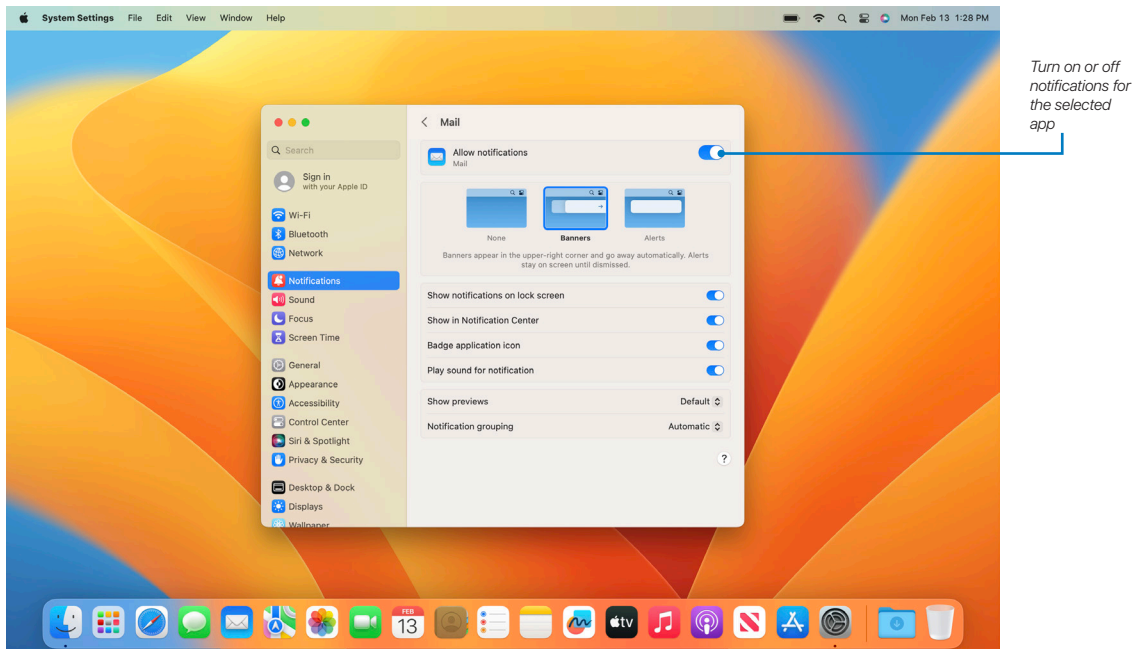 System Settings File Edit View Window Help
Mon Feb 13 1:28 PM
Turn on or off
notifications for
the selected
app
Search
Sign in
with your Apple ID
Wi-Fi
Bluetooth
Network
Notifications
Sound
Focus
Screen Time
General
Appearance
Accessibility
Control Center
Siri & Spotlight
Privacy & Security
Desktop & Dock
Displays
Wallpaper
Mail
Allow notifications
Mail
None Banners Alerts
Banners appear in the upper-right corner and go away automatically. Alerts
stay on screen until dismissed.
Show notifications on lock screen
Show in Notification Center
Badge application icon
Play sound for notification
Show previews Default
Notification grouping Automatic
?
FEB
13
tv